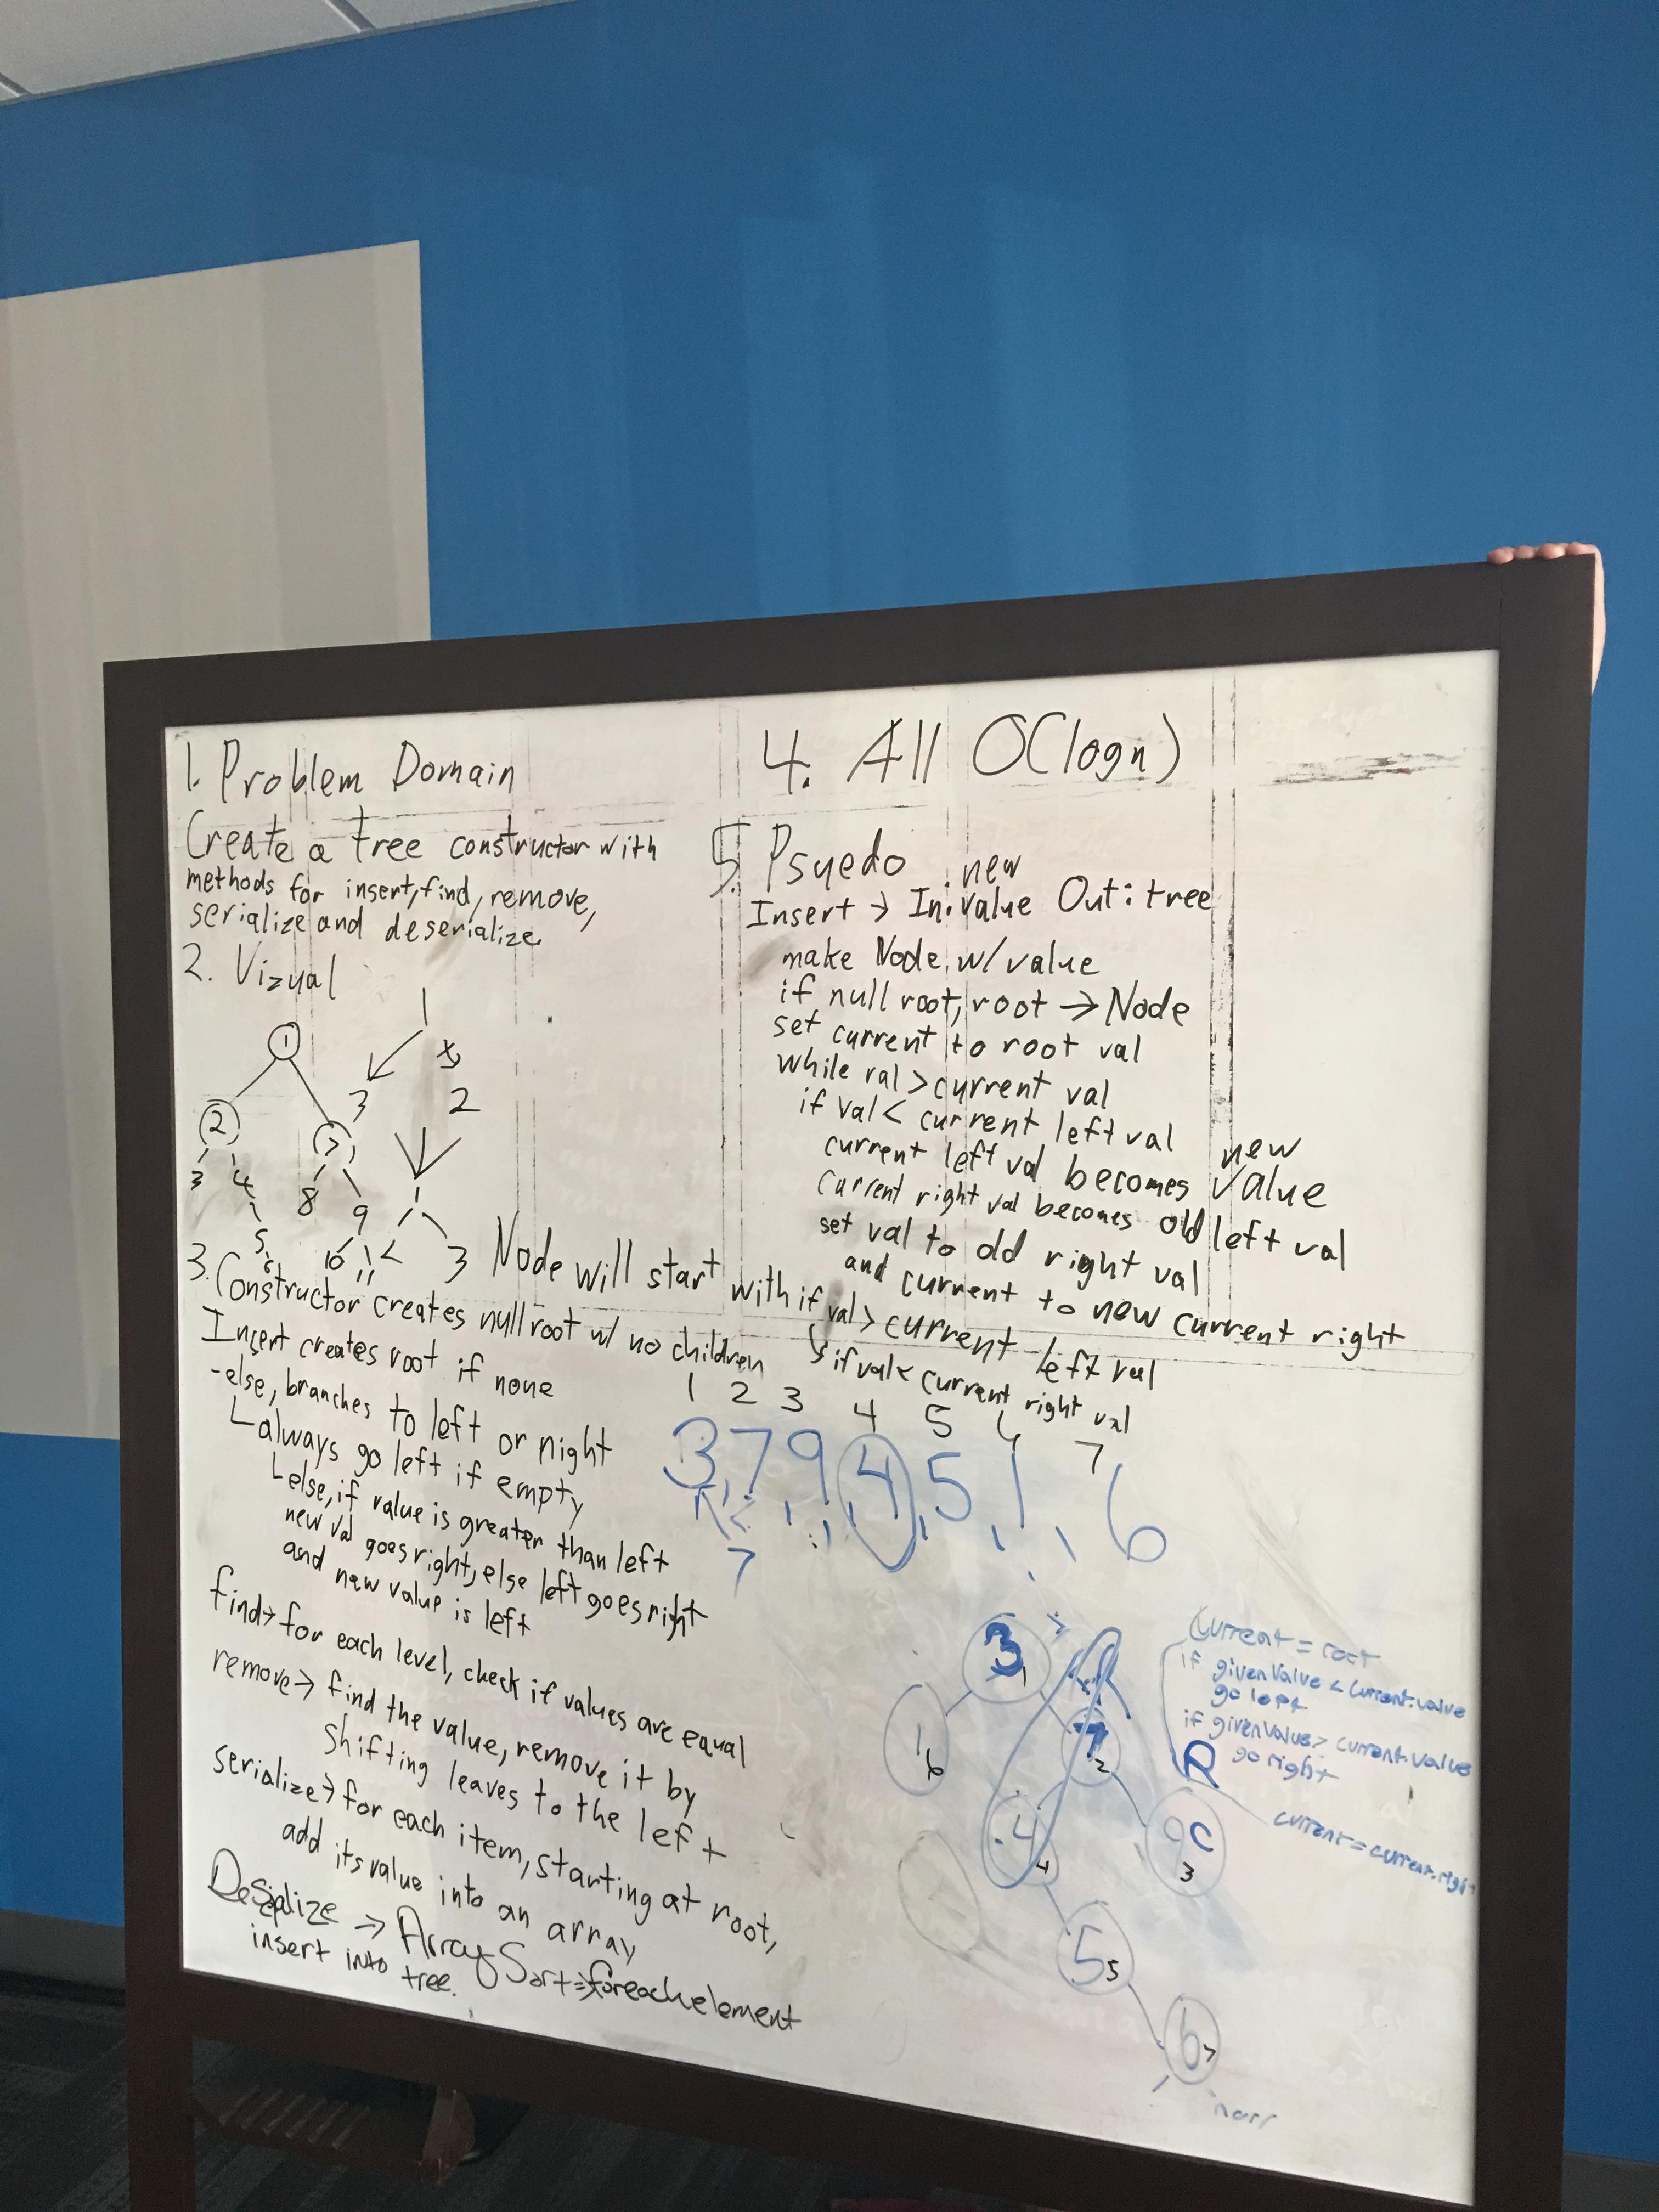 1. Problem Domain
Create a tree constructor with
methods for insert, find, remove,
serialize and deserialize
2. Vizual
1
2
7
3
4
8
9
5
6
10
11
<
1
3
2
1
3
3. Constructor creates null root w/ no children
Node will start with
Insert creates root if none
-else, branches to left or right
always go left if empty
else, if value is greater than left
new val goes right, else left goes right
and new value is left
find→ for each level, check if values are equal
remove→ find the value, remove it by
shifting leaves to the left
serialize→ for each item, starting at root,
add its value into an array
→ Array Sort ⇒ foreach element
insert into tree.
4. All O(logn)
5. Psyedo
Insert → In: new value Out: tree
make Node w/ value
if null root, root → Node
set current to root val
while val > current val
if val < current left val
current left val becomes new value
current right val becomes old left val
set val to old right val
and current to new current right
if val > current left val
if val < current right val
1 2 3 4 5 6 7
3, 7, 9, 4, 5, 1, 6
7
3 1
1 6
7 2
4 4
9 C 3
5 5
6 7
current = root
if givenValue < current.value
go left
if givenValue > current.value
R go right
current = current.right